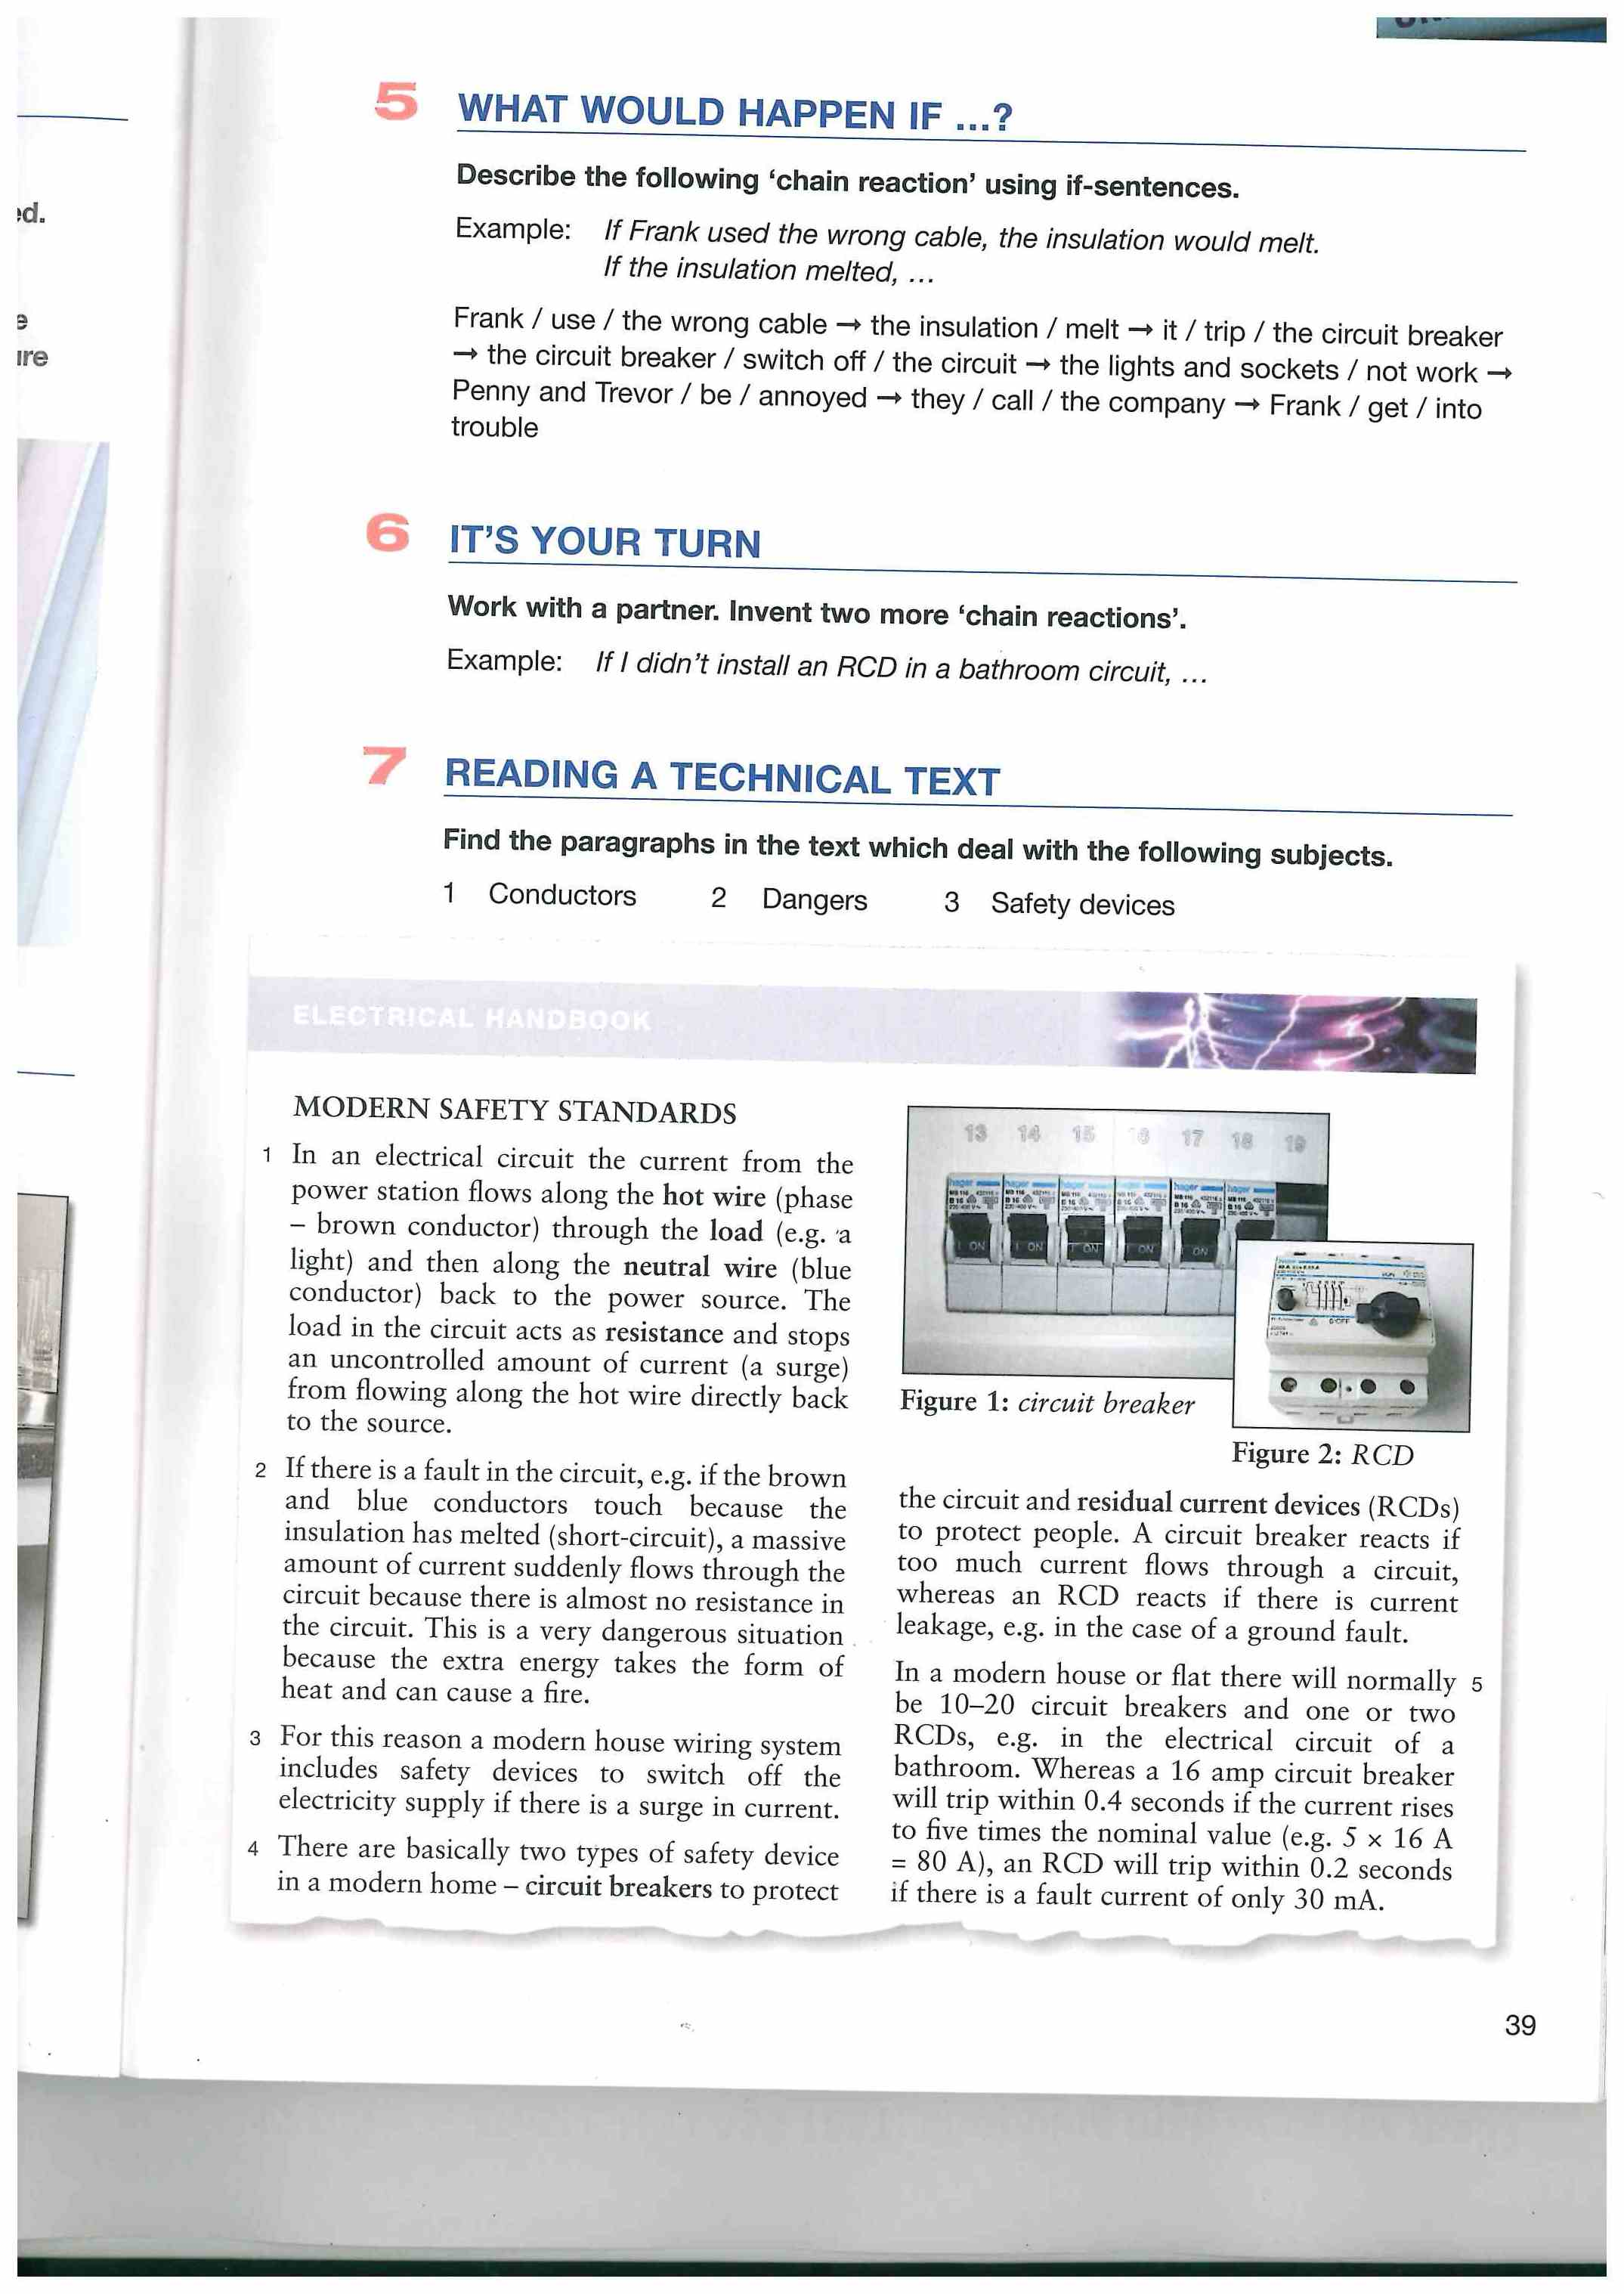 ed.
e
ure
5 WHAT WOULD HAPPEN IF ...?
Describe the following ‘chain reaction’ using if-sentences.
Example: If Frank used the wrong cable, the insulation would melt.
If the insulation melted, ...
Frank / use / the wrong cable → the insulation / melt → it / trip / the circuit breaker
→ the circuit breaker / switch off / the circuit → the lights and sockets / not work →
Penny and Trevor / be / annoyed → they / call / the company → Frank / get / into
trouble
6 IT’S YOUR TURN
Work with a partner. Invent two more ‘chain reactions’.
Example: If I didn’t install an RCD in a bathroom circuit, ...
7 READING A TECHNICAL TEXT
Find the paragraphs in the text which deal with the following subjects.
1 Conductors 2 Dangers 3 Safety devices
ELECTRICAL HANDBOOK
MODERN SAFETY STANDARDS
1 In an electrical circuit the current from the
power station flows along the hot wire (phase
– brown conductor) through the load (e.g. a
light) and then along the neutral wire (blue
conductor) back to the power source. The
load in the circuit acts as resistance and stops
an uncontrolled amount of current (a surge)
from flowing along the hot wire directly back
to the source.
2 If there is a fault in the circuit, e.g. if the brown
and blue conductors touch because the
insulation has melted (short-circuit), a massive
amount of current suddenly flows through the
circuit because there is almost no resistance in
the circuit. This is a very dangerous situation
because the extra energy takes the form of
heat and can cause a fire.
3 For this reason a modern house wiring system
includes safety devices to switch off the
electricity supply if there is a surge in current.
4 There are basically two types of safety device
in a modern home – circuit breakers to protect
13 14 15 16 17 18 19
hager hager hager hager hager hager
ON ON ON ON ON
Figure 1: circuit breaker
Figure 2: RCD
the circuit and residual current devices (RCDs)
to protect people. A circuit breaker reacts if
too much current flows through a circuit,
whereas an RCD reacts if there is current
leakage, e.g. in the case of a ground fault.
In a modern house or flat there will normally 5
be 10–20 circuit breakers and one or two
RCDs, e.g. in the electrical circuit of a
bathroom. Whereas a 16 amp circuit breaker
will trip within 0.4 seconds if the current rises
to five times the nominal value (e.g. 5 × 16 A
= 80 A), an RCD will trip within 0.2 seconds
if there is a fault current of only 30 mA.
39